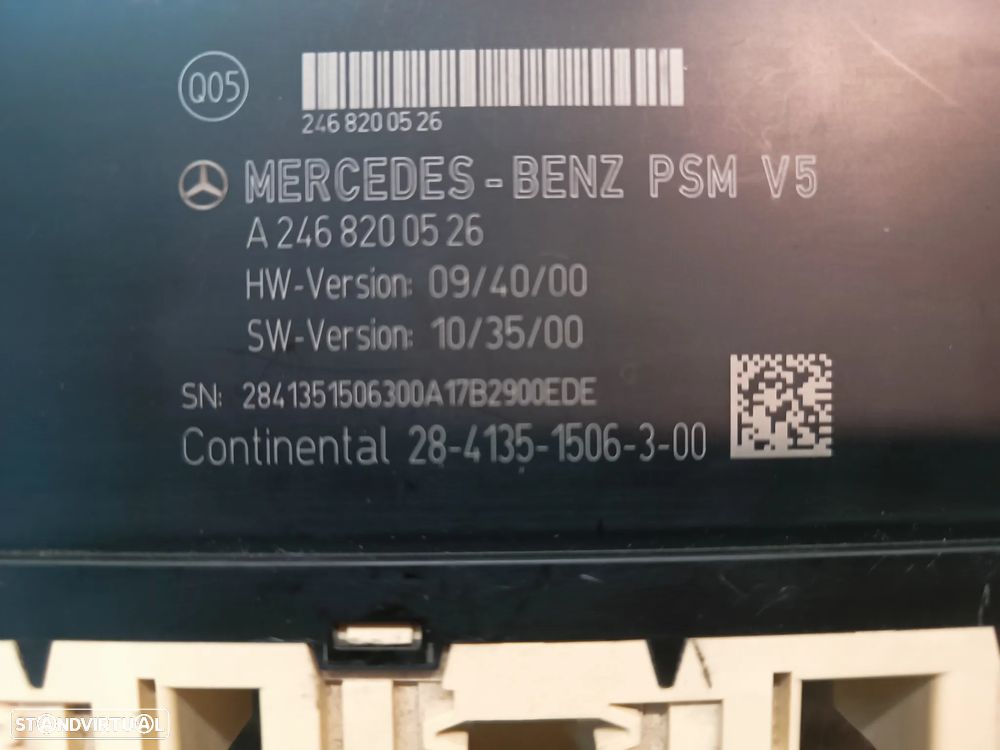 Q05
246 820 05 26
MERCEDES-BENZ PSM V5
A 246 820 05 26
HW-Version: 09/40/00
SW-Version: 10/35/00
SN: 2841351506300A17B2900EDE
Continental 28-4135-1506-3-00
STANDVIRTUAL